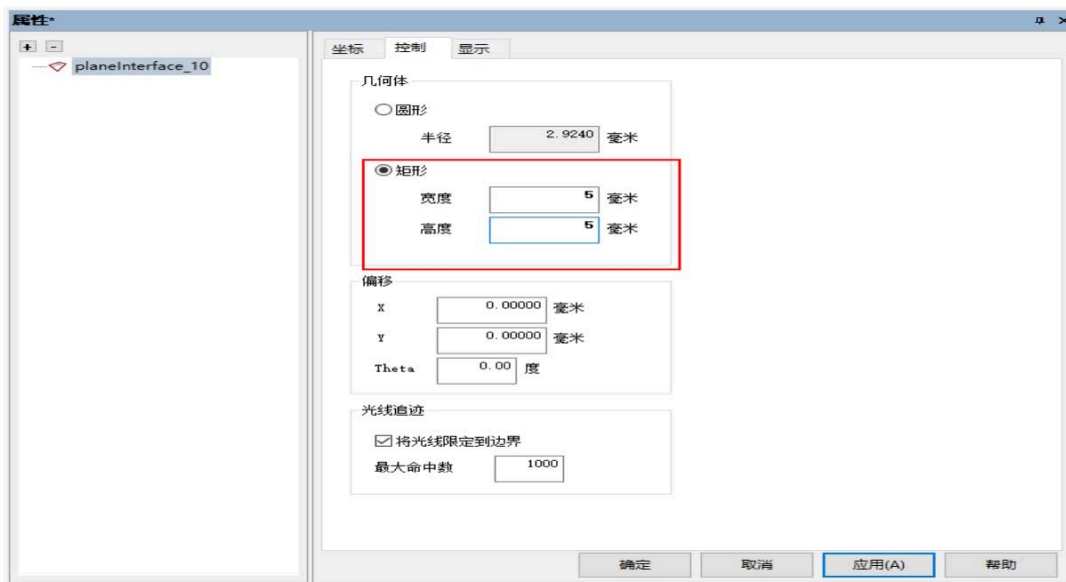 属性*
+ -
planeInterface_10
坐标 控制 显示
几何体
圆形
半径 2.9240 毫米
矩形
宽度 5 毫米
高度 5 毫米
偏移
X 0.00000 毫米
Y 0.00000 毫米
Theta 0.00 度
光线追迹
将光线限定到边界
最大命中数 1000
确定 取消 应用(A) 帮助